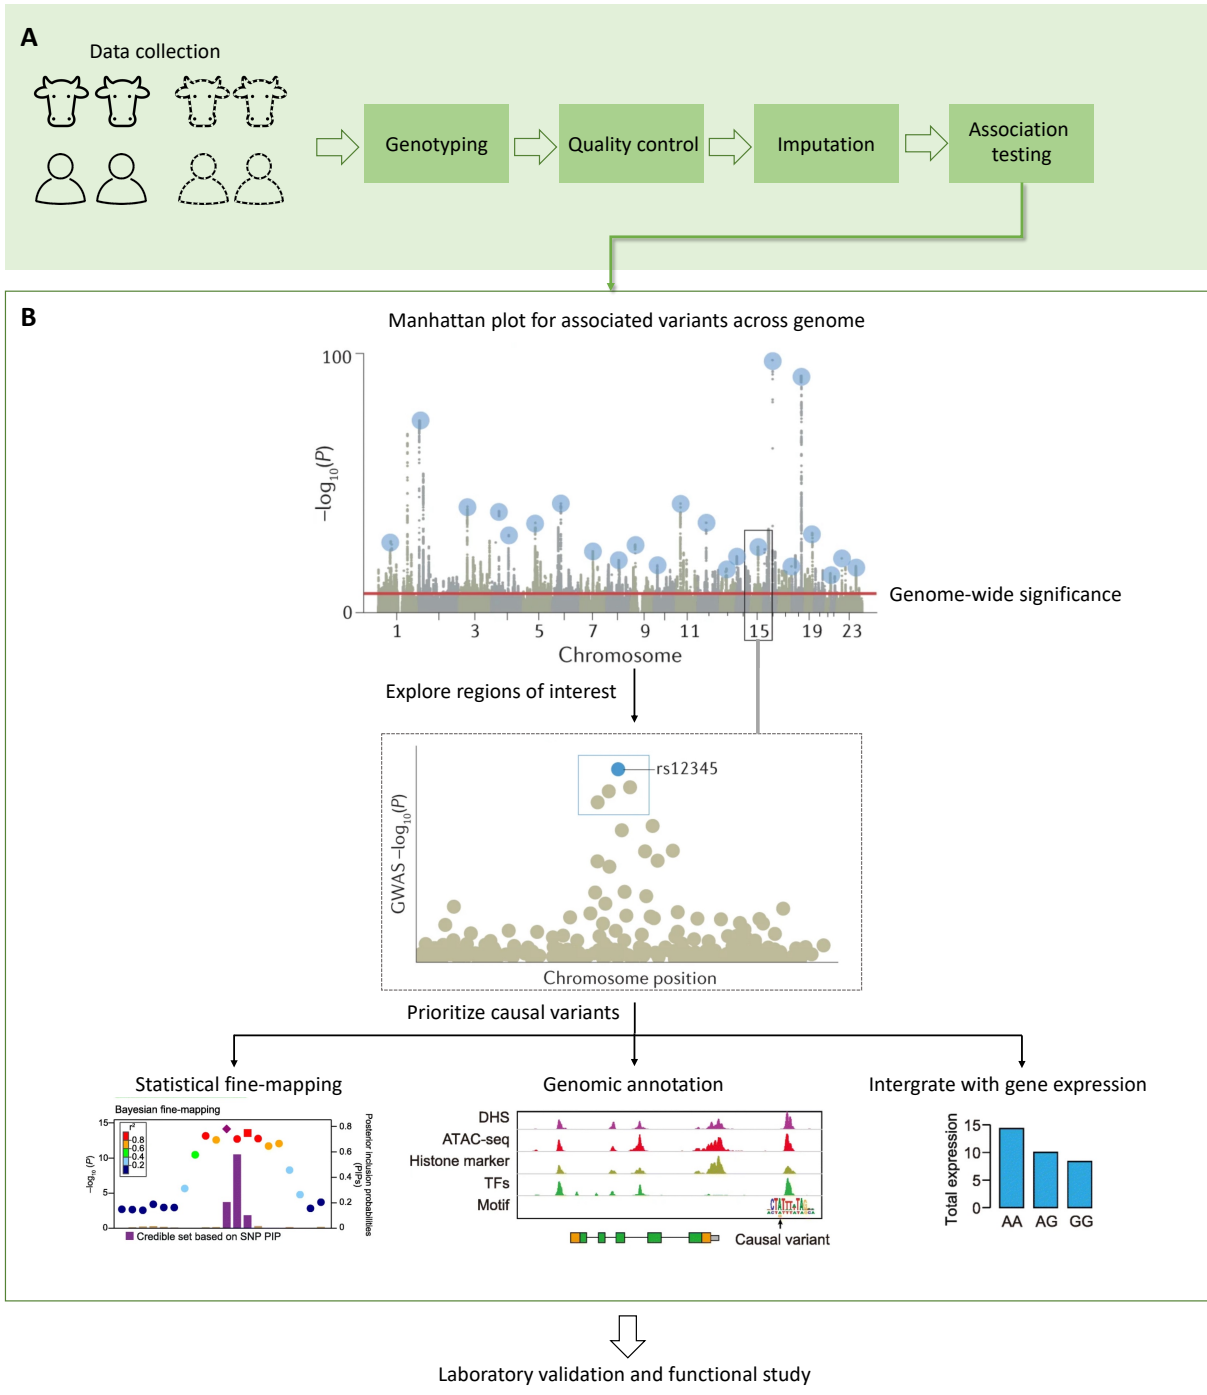 A
Data collection
Genotyping
Quality control
Imputation
Association
testing
B
Manhattan plot for associated variants across genome
100
−log10(P)
0
Genome-wide significance
1 3 5 7 9 11 15 19 23
Chromosome
Explore regions of interest
rs12345
GWAS −log10(P)
Chromosome position
Prioritize causal variants
Statistical fine-mapping
Bayesian fine-mapping
r²
0.8
0.6
0.4
0.2
15
10
5
0
−log10 (P)
0.8
0.6
0.4
0.2
0
Posterior inclusion probabilities
(PIPs)
Credible set based on SNP PIP
Genomic annotation
DHS
ATAC-seq
Histone marker
TFs
Motif
Causal variant
Intergrate with gene expression
Total expression
15
10
5
0
AA AG GG
Laboratory validation and functional study